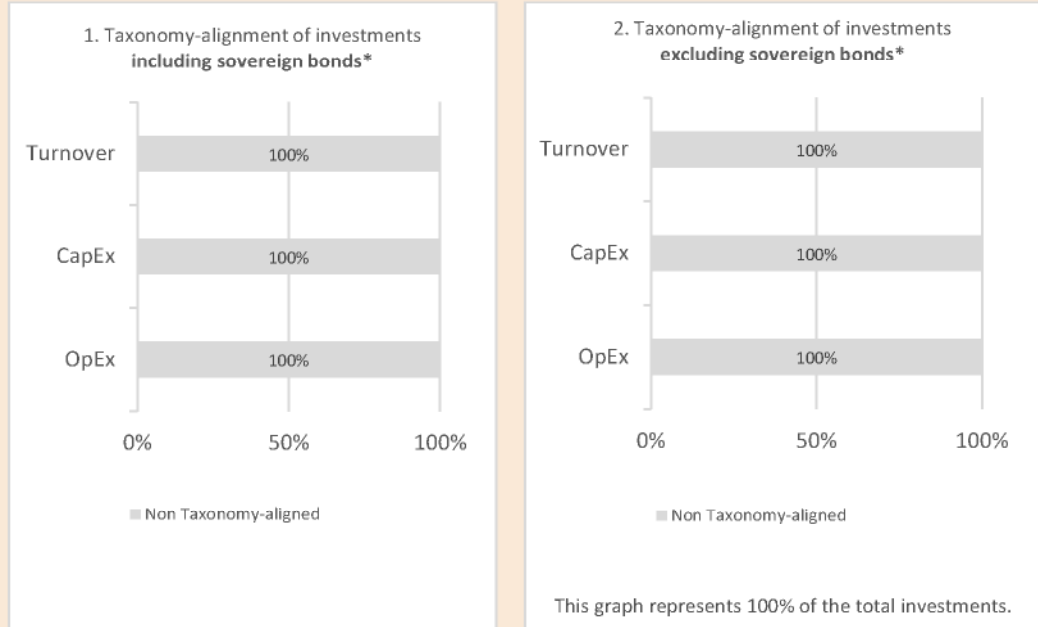 1. Taxonomy-alignment of investments
including sovereign bonds*
Turnover
100%
CapEx
100%
OpEx
100%
0%
50%
100%
Non Taxonomy-aligned
2. Taxonomy-alignment of investments
excluding sovereign bonds*
Turnover
100%
CapEx
100%
OpEx
100%
0%
50%
100%
Non Taxonomy-aligned
This graph represents 100% of the total investments.